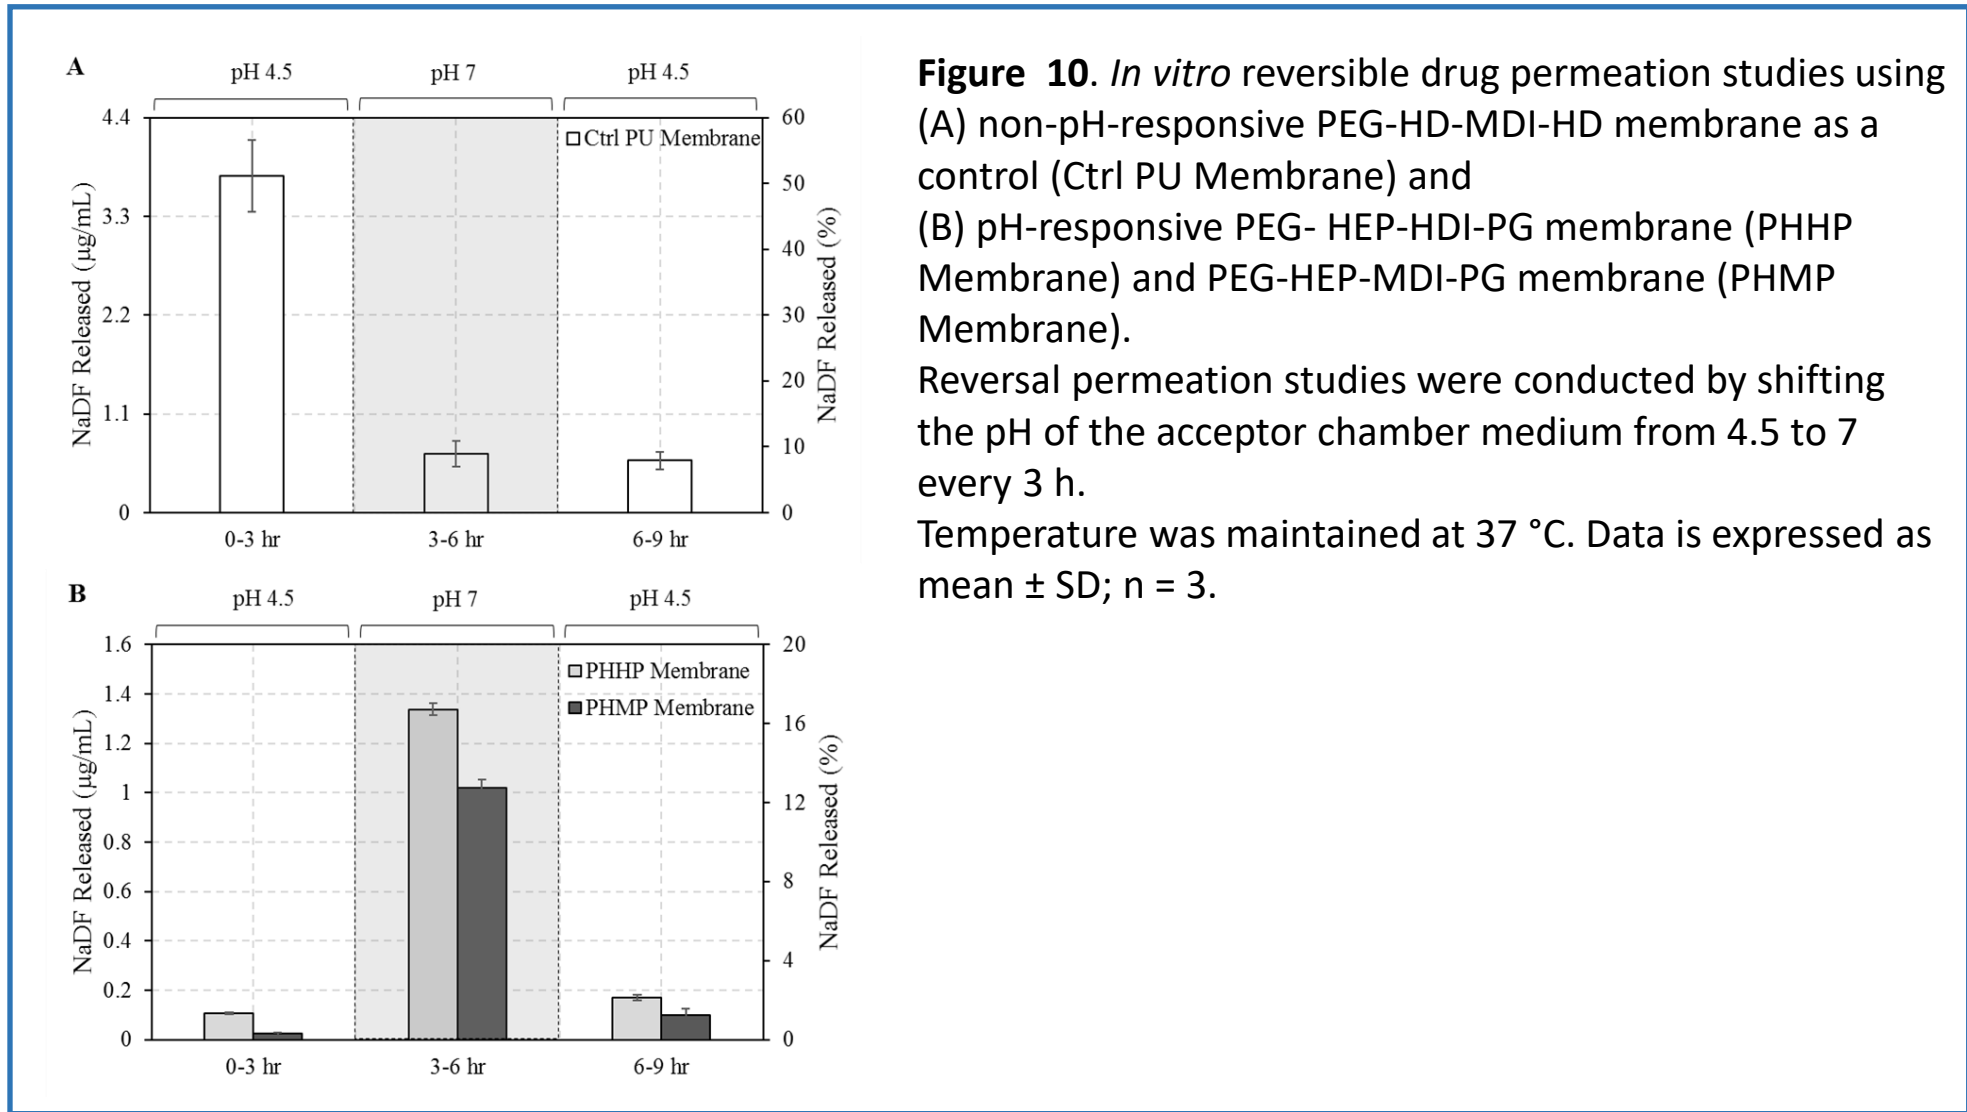 A
pH 4.5
pH 7
pH 4.5
4.4
3.3
2.2
1.1
0
NaDF Released (µg/mL)
60
50
40
30
20
10
0
NaDF Released (%)
Ctrl PU Membrane
0-3 hr
3-6 hr
6-9 hr
B
pH 4.5
pH 7
pH 4.5
1.6
1.4
1.2
1
0.8
0.6
0.4
0.2
0
NaDF Released (µg/mL)
20
16
12
8
4
0
NaDF Released (%)
PHHP Membrane
PHMP Membrane
0-3 hr
3-6 hr
6-9 hr
Figure 10. In vitro reversible drug permeation studies using
(A) non-pH-responsive PEG-HD-MDI-HD membrane as a
control (Ctrl PU Membrane) and
(B) pH-responsive PEG- HEP-HDI-PG membrane (PHHP
Membrane) and PEG-HEP-MDI-PG membrane (PHMP
Membrane).
Reversal permeation studies were conducted by shifting
the pH of the acceptor chamber medium from 4.5 to 7
every 3 h.
Temperature was maintained at 37 °C. Data is expressed as
mean ± SD; n = 3.